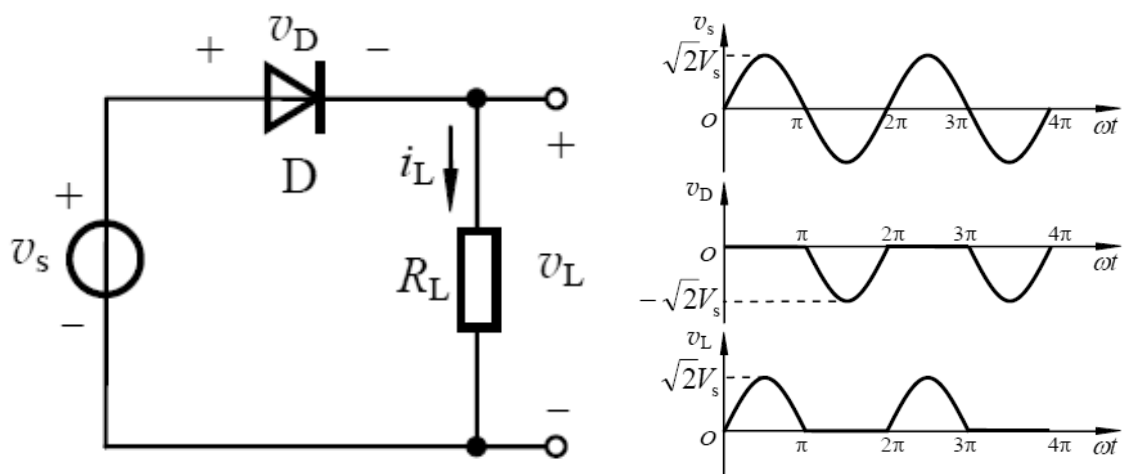 + v_D −
D
i_L
+
+
v_s
R_L
v_L
−
−
v_s
√2V_s
O
π
2π
3π
4π
ωt
v_D
O
π
2π
3π
4π
ωt
−√2V_s
v_L
√2V_s
O
π
2π
3π
4π
ωt